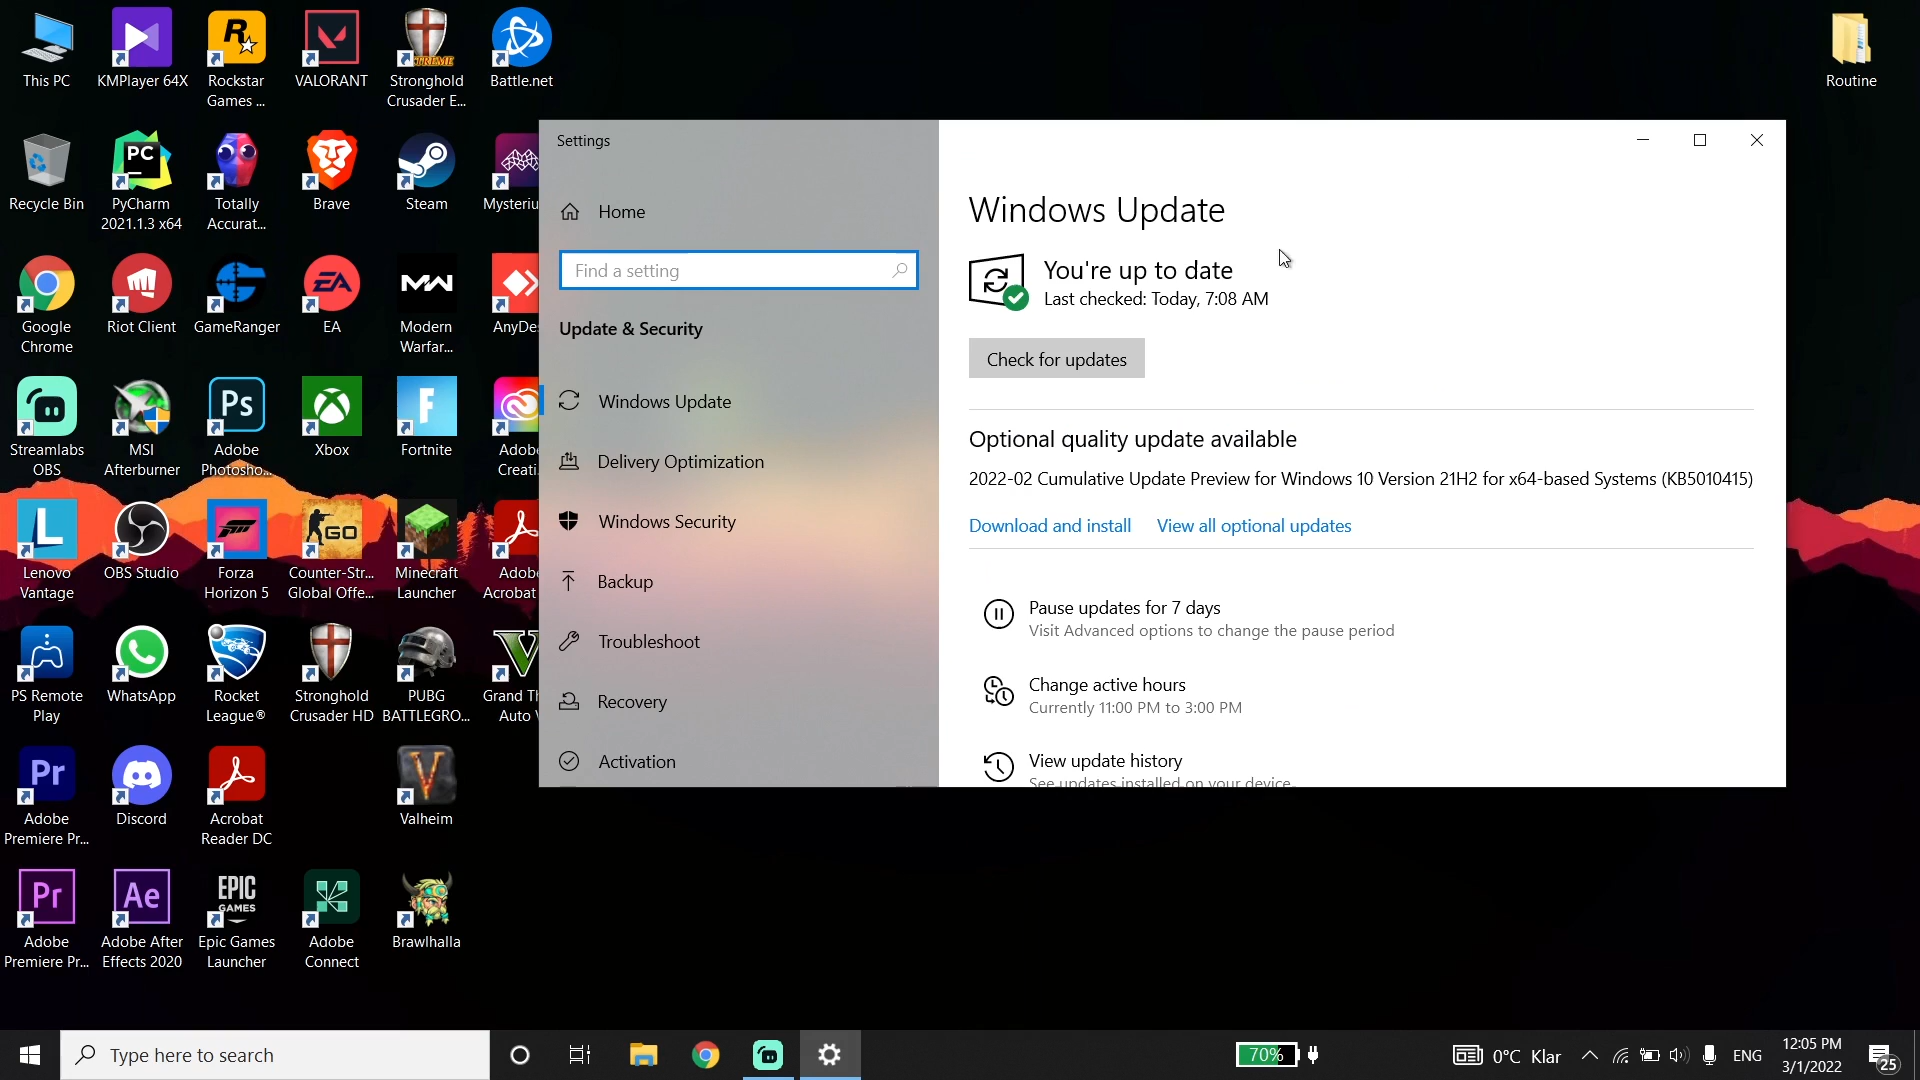 This PC
KMPlayer 64X
Rockstar
Games ...
VALORANT
Stronghold
Crusader E...
Battle.net
Routine
Recycle Bin
PyCharm
2021.1.3 x64
Totally
Accurat...
Brave
Steam
Mysteriu
Google
Chrome
Riot Client
GameRanger
EA
Modern
Warfar...
AnyDe
Streamlabs
OBS
MSI
Afterburner
Adobe
Photosho...
Xbox
Fortnite
Adob
Creati
Lenovo
Vantage
OBS Studio
Forza
Horizon 5
Counter-Str...
Global Offe...
Minecraft
Launcher
Adob
Acrobat
PS Remote
Play
WhatsApp
Rocket
League®
Stronghold
Crusader HD
PUBG
BATTLEGRO...
Grand Th
Auto V
Adobe
Premiere Pr...
Discord
Acrobat
Reader DC
Valheim
Adobe
Premiere Pr...
Adobe After
Effects 2020
Epic Games
Launcher
Adobe
Connect
Brawlhalla
Settings
Home
Find a setting
Update & Security
Windows Update
Delivery Optimization
Windows Security
Backup
Troubleshoot
Recovery
Activation
Windows Update
You're up to date
Last checked: Today, 7:08 AM
Check for updates
Optional quality update available
2022-02 Cumulative Update Preview for Windows 10 Version 21H2 for x64-based Systems (KB5010415)
Download and install View all optional updates
Pause updates for 7 days
Visit Advanced options to change the pause period
Change active hours
Currently 11:00 PM to 3:00 PM
View update history
See updates installed on your device
Type here to search
70%
0°C Klar
ENG
12:05 PM
3/1/2022
25